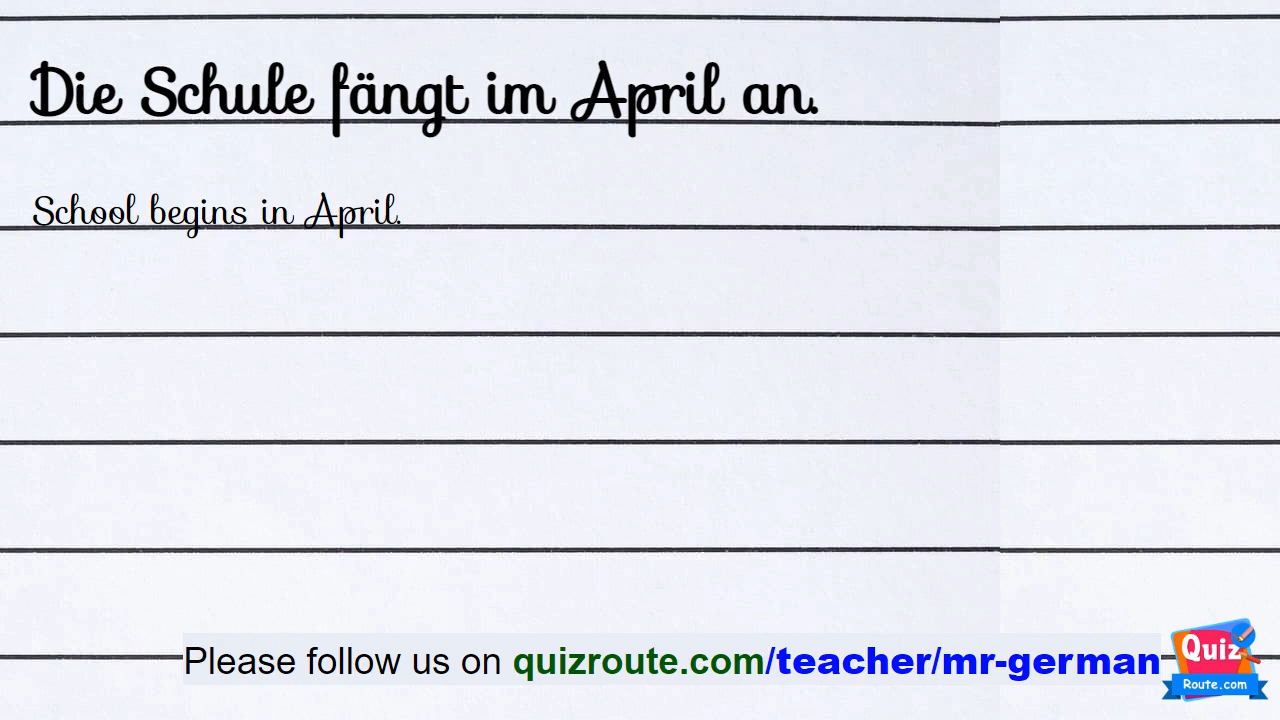 Die Schule fängt im April an.
School begins in April.
Please follow us on quizroute.com/teacher/mr-german
Quiz
Route.com